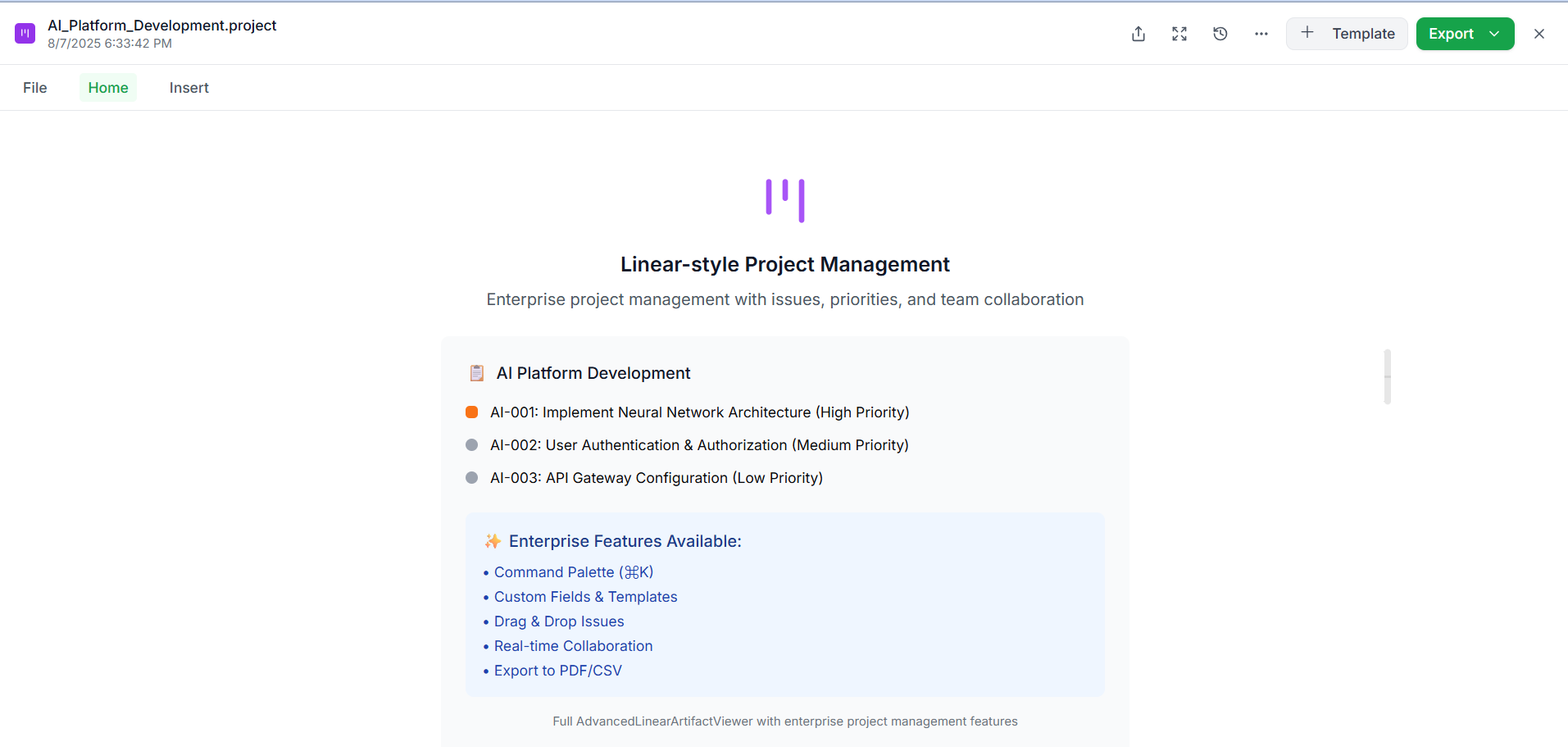 AI_Platform_Development.project
8/7/2025 6:33:42 PM
Template
Export
File
Home
Insert
Linear-style Project Management
Enterprise project management with issues, priorities, and team collaboration
📋 AI Platform Development
AI-001: Implement Neural Network Architecture (High Priority)
AI-002: User Authentication & Authorization (Medium Priority)
AI-003: API Gateway Configuration (Low Priority)
✨ Enterprise Features Available:
• Command Palette (⌘K)
• Custom Fields & Templates
• Drag & Drop Issues
• Real-time Collaboration
• Export to PDF/CSV
Full AdvancedLinearArtifactViewer with enterprise project management features